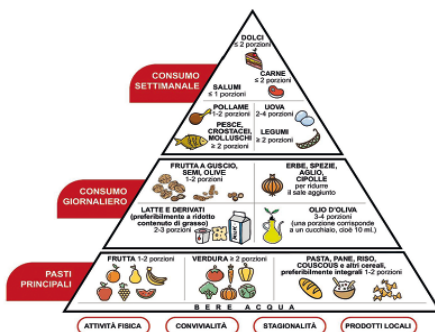 DOLCI
≤ 2 porzioni
CONSUMO
SETTIMANALE
CARNE
≤ 2 porzioni
SALUMI
≤ 1 porzioni
POLLAME
1-2 porzioni
UOVA
2-4 porzioni
PESCE,
CROSTACEI,
MOLLUSCHI
≥ 2 porzioni
LEGUMI
≥ 2 porzioni
CONSUMO
GIORNALIERO
FRUTTA A GUSCIO,
SEMI, OLIVE
1-2 porzioni
ERBE, SPEZIE,
AGLIO,
CIPOLLE
per ridurre
il sale aggiunto
LATTE E DERIVATI
(preferibilmente a ridotto
contenuto di grasso)
2-3 porzioni
OLIO D'OLIVA
3-4 porzioni
(una porzione corrisponde
a un cucchiaio, cioè 10 ml.)
PASTI
PRINCIPALI
FRUTTA 1-2 porzioni
VERDURA ≥ 2 porzioni
PASTA, PANE, RISO,
COUSCOUS e altri cereali,
preferibilmente integrali 1-2 porzioni
BERE ACQUA
ATTIVITÀ FISICA
CONVIVIALITÀ
STAGIONALITÀ
PRODOTTI LOCALI